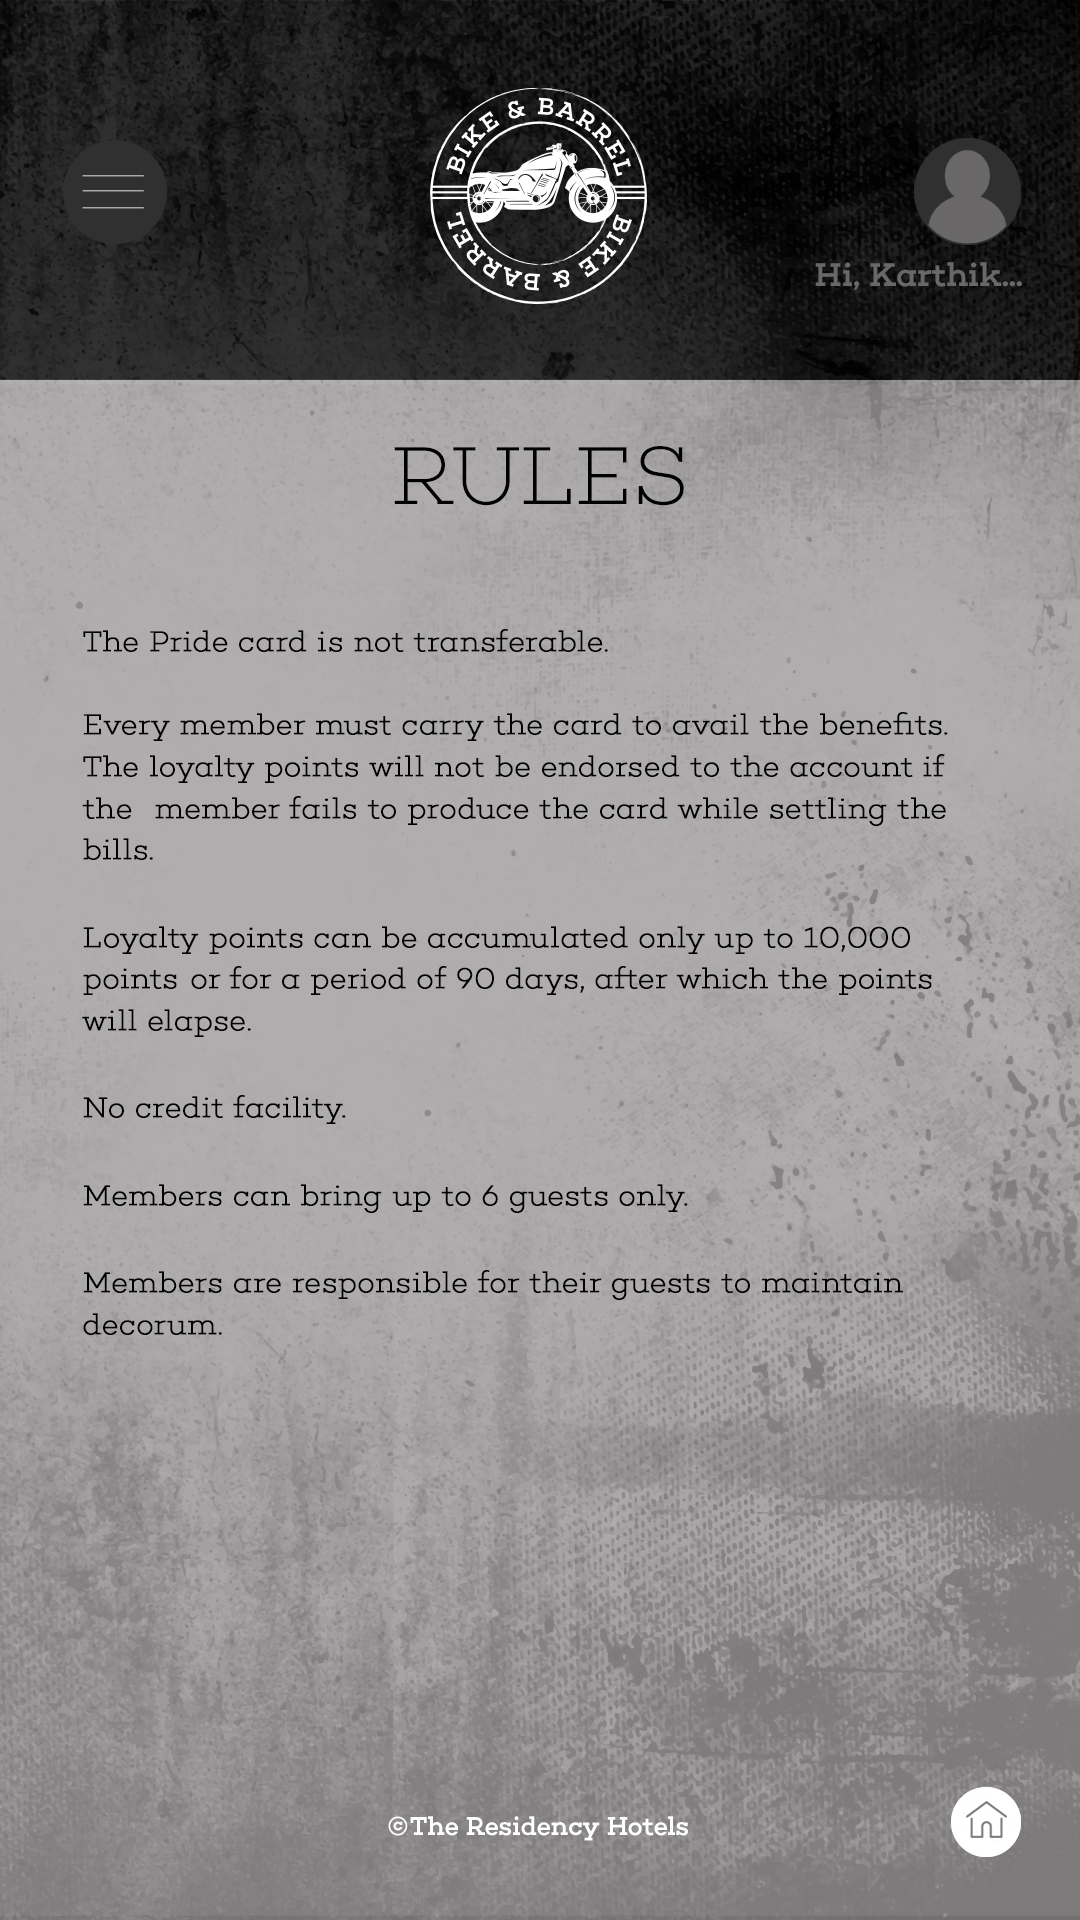 BIKE & BARREL
BIKE & BARREL
Hi, Karthik...
RULES
The Pride card is not transferable.
Every member must carry the card to avail the benefits.
The loyalty points will not be endorsed to the account if
the member fails to produce the card while settling the
bills.
Loyalty points can be accumulated only up to 10,000
points or for a period of 90 days, after which the points
will elapse.
No credit facility.
Members can bring up to 6 guests only.
Members are responsible for their guests to maintain
decorum.
©The Residency Hotels